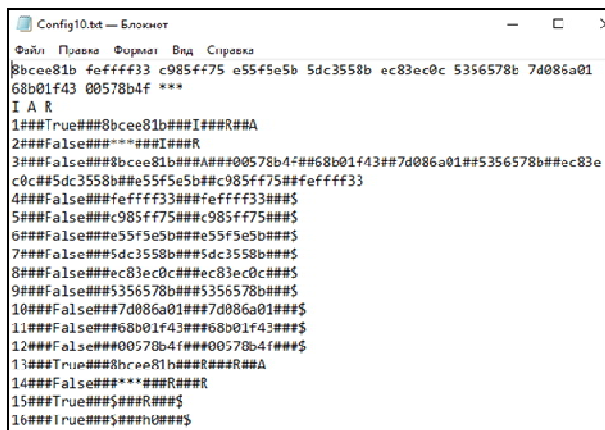 Config10.txt — Блокнот
Файл Правка Формат Вид Справка
8bcee81b feffff33 c985ff75 e55f5e5b 5dc3558b ec83ec0c 5356578b 7d086a01
68b01f43 00578b4f ***
I A R
1###True###8bcee81b###I###R##A
2###False###***###I###R
3###False###8bcee81b###A###00578b4f##68b01f43##7d086a01##5356578b##ec83e
c0c##5dc3558b##e55f5e5b##c985ff75##feffff33
4###False###feffff33###feffff33###$
5###False###c985ff75###c985ff75###$
6###False###e55f5e5b###e55f5e5b###$
7###False###5dc3558b###5dc3558b###$
8###False###ec83ec0c###ec83ec0c###$
9###False###5356578b###5356578b###$
10###False###7d086a01###7d086a01###$
11###False###68b01f43###68b01f43###$
12###False###00578b4f###00578b4f###$
13###True###8bcee81b###R###R##A
14###False###***###R###R
15###True###$###R###$
16###True###$###h0###$